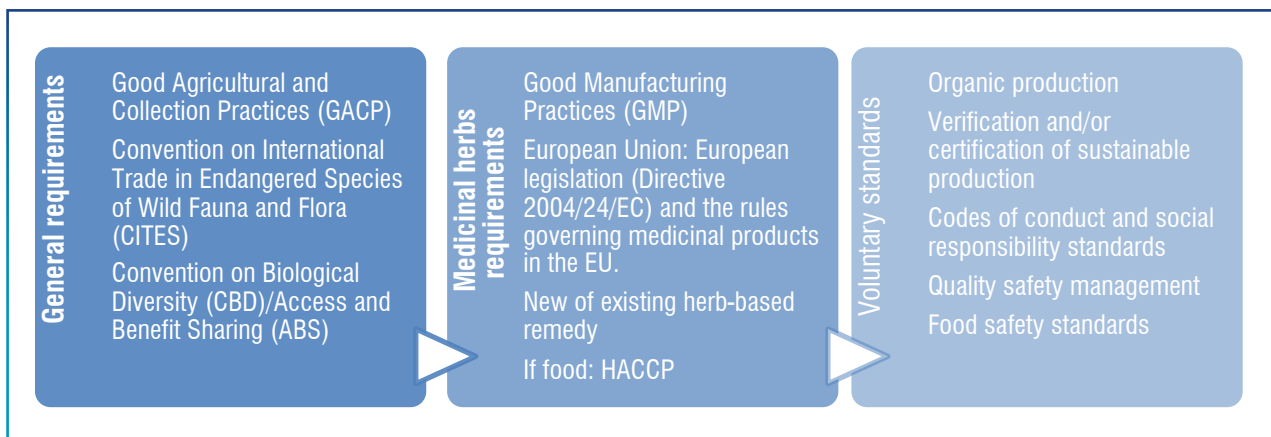 General requirements
Good Agricultural and
Collection Practices (GACP)
Convention on International
Trade in Endangered Species
of Wild Fauna and Flora
(CITES)
Convention on Biological
Diversity (CBD)/Access and
Benefit Sharing (ABS)
Medicinal herbs
requirements
Good Manufacturing
Practices (GMP)
European Union: European
legislation (Directive
2004/24/EC) and the rules
governing medicinal products
in the EU.
New of existing herb-based
remedy
If food: HACCP
Voluntary standards
Organic production
Verification and/or
certification of sustainable
production
Codes of conduct and social
responsibility standards
Quality safety management
Food safety standards